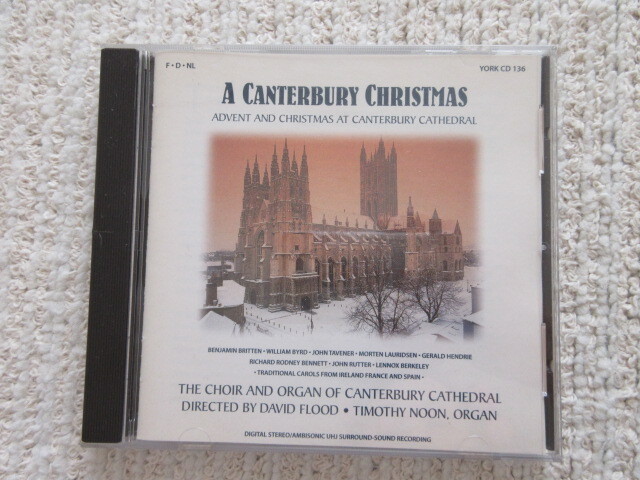 F • D • NL
YORK CD 136
A CANTERBURY CHRISTMAS
ADVENT AND CHRISTMAS AT CANTERBURY CATHEDRAL
BENJAMIN BRITTEN • WILLIAM BYRD • JOHN TAVENER • MORTEN LAURIDSEN • GERALD HENDRIE
RICHARD RODNEY BENNETT • JOHN RUTTER • LENNOX BERKELEY
• TRADITIONAL CAROLS FROM IRELAND FRANCE AND SPAIN •
THE CHOIR AND ORGAN OF CANTERBURY CATHEDRAL
DIRECTED BY DAVID FLOOD • TIMOTHY NOON, ORGAN
DIGITAL STEREO/AMBISONIC UHJ SURROUND-SOUND RECORDING